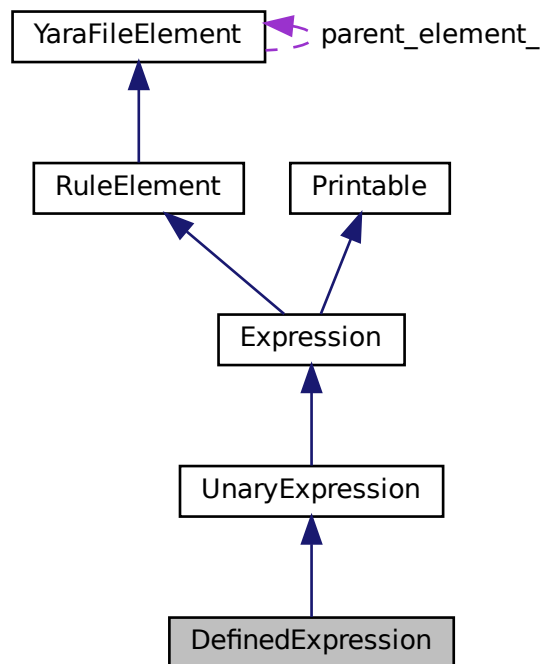 YaraFileElement
parent_element_
RuleElement
Printable
Expression
UnaryExpression
DefinedExpression